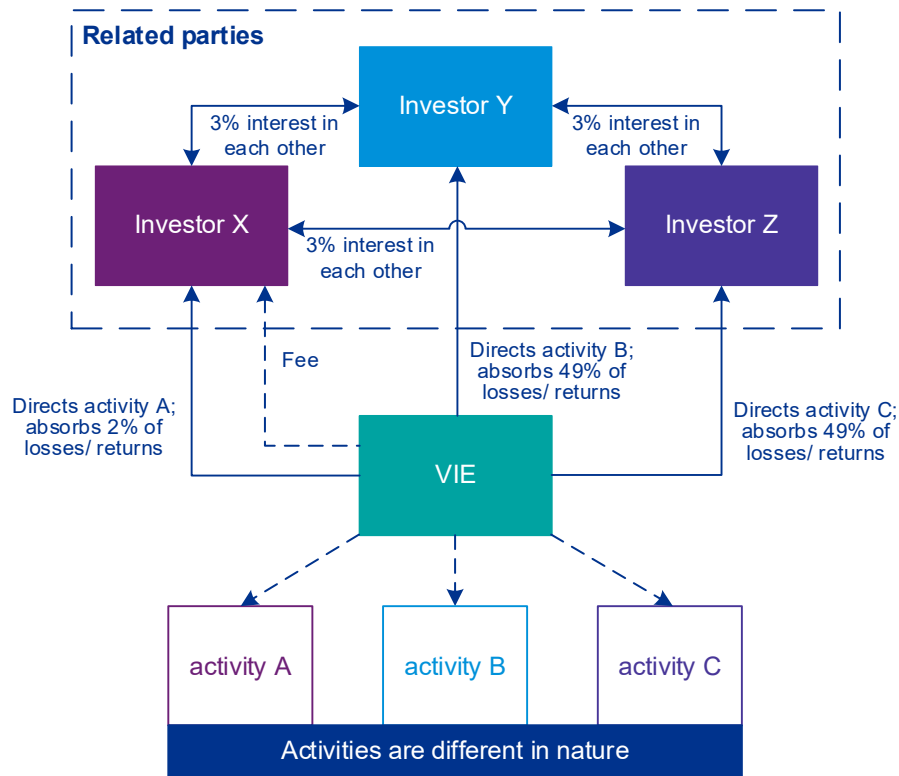 Related parties
Investor Y
3% interest in
each other
3% interest in
each other
Investor X
Investor Z
3% interest in
each other
Fee
Directs activity B;
absorbs 49% of
losses/ returns
Directs activity A;
absorbs 2% of
losses/ returns
Directs activity C;
absorbs 49% of
losses/ returns
VIE
activity A
activity B
activity C
Activities are different in nature